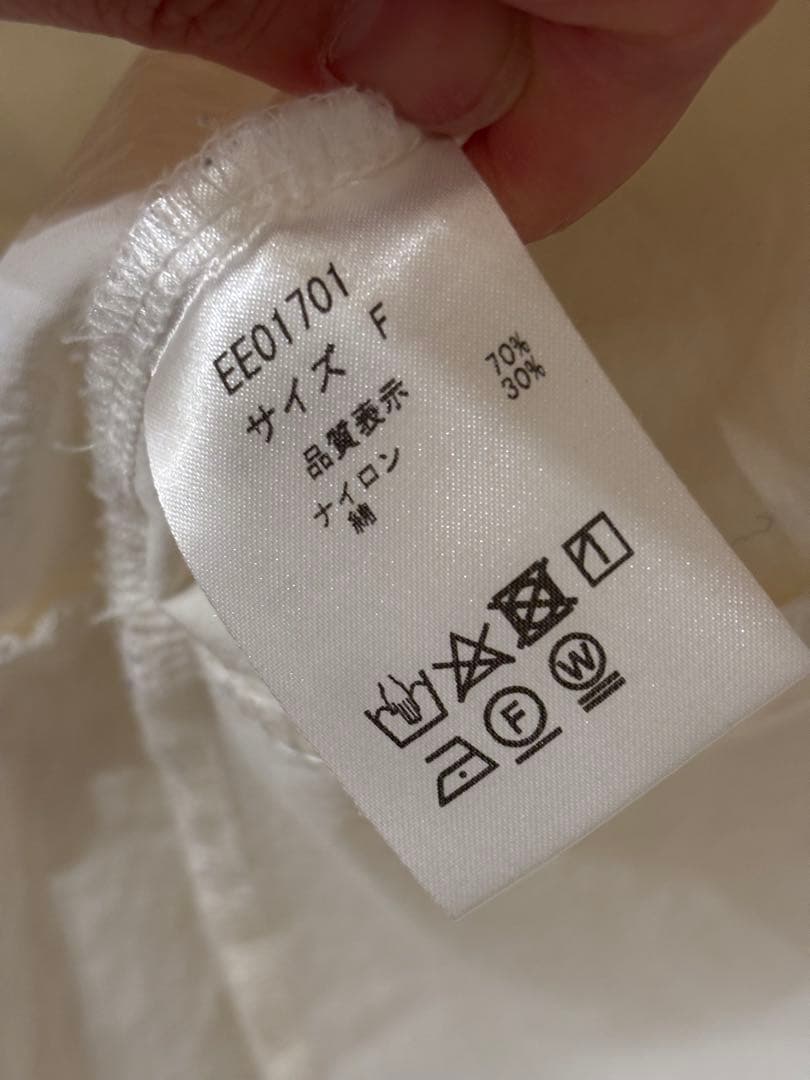 EE01701
サイズ F
品質表示
ナイロン 70%
綿 30%
F W